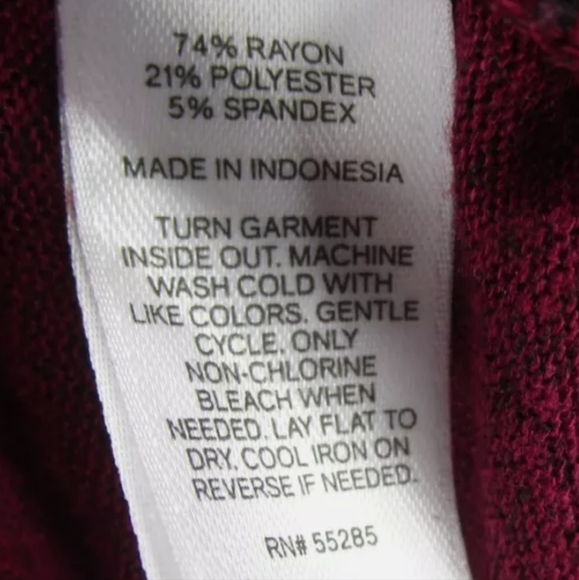 74% RAYON
21% POLYESTER
5% SPANDEX
MADE IN INDONESIA
TURN GARMENT
INSIDE OUT. MACHINE
WASH COLD WITH
LIKE COLORS. GENTLE
CYCLE. ONLY
NON-CHLORINE
BLEACH WHEN
NEEDED. LAY FLAT TO
DRY. COOL IRON ON
REVERSE IF NEEDED.
RN# 55285